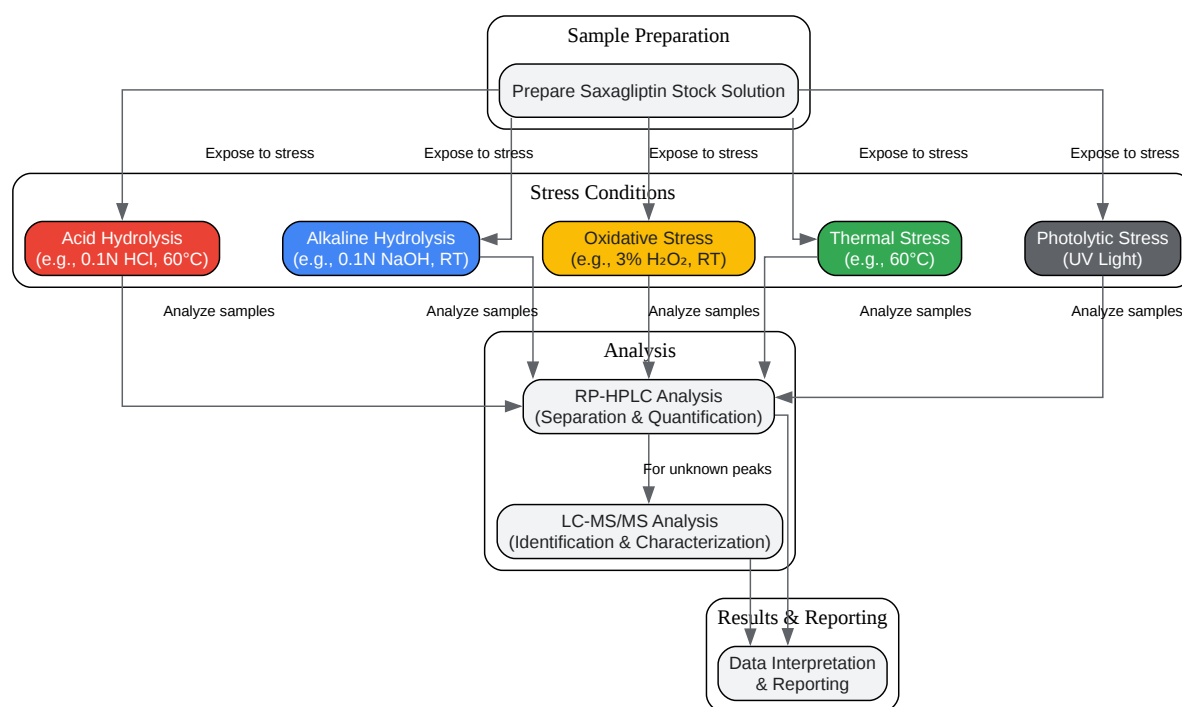 Sample Preparation
Prepare Saxagliptin Stock Solution
Expose to stress
Expose to stress
Expose to stress
Expose to stress
Expose to stress
Stress Conditions
Acid Hydrolysis
(e.g., 0.1N HCl, 60°C)
Alkaline Hydrolysis
(e.g., 0.1N NaOH, RT)
Oxidative Stress
(e.g., 3% H₂O₂, RT)
Thermal Stress
(e.g., 60°C)
Photolytic Stress
(UV Light)
Analyze samples
Analyze samples
Analyze samples
Analyze samples
Analyze samples
Analysis
RP-HPLC Analysis
(Separation & Quantification)
For unknown peaks
LC-MS/MS Analysis
(Identification & Characterization)
Results & Reporting
Data Interpretation
& Reporting